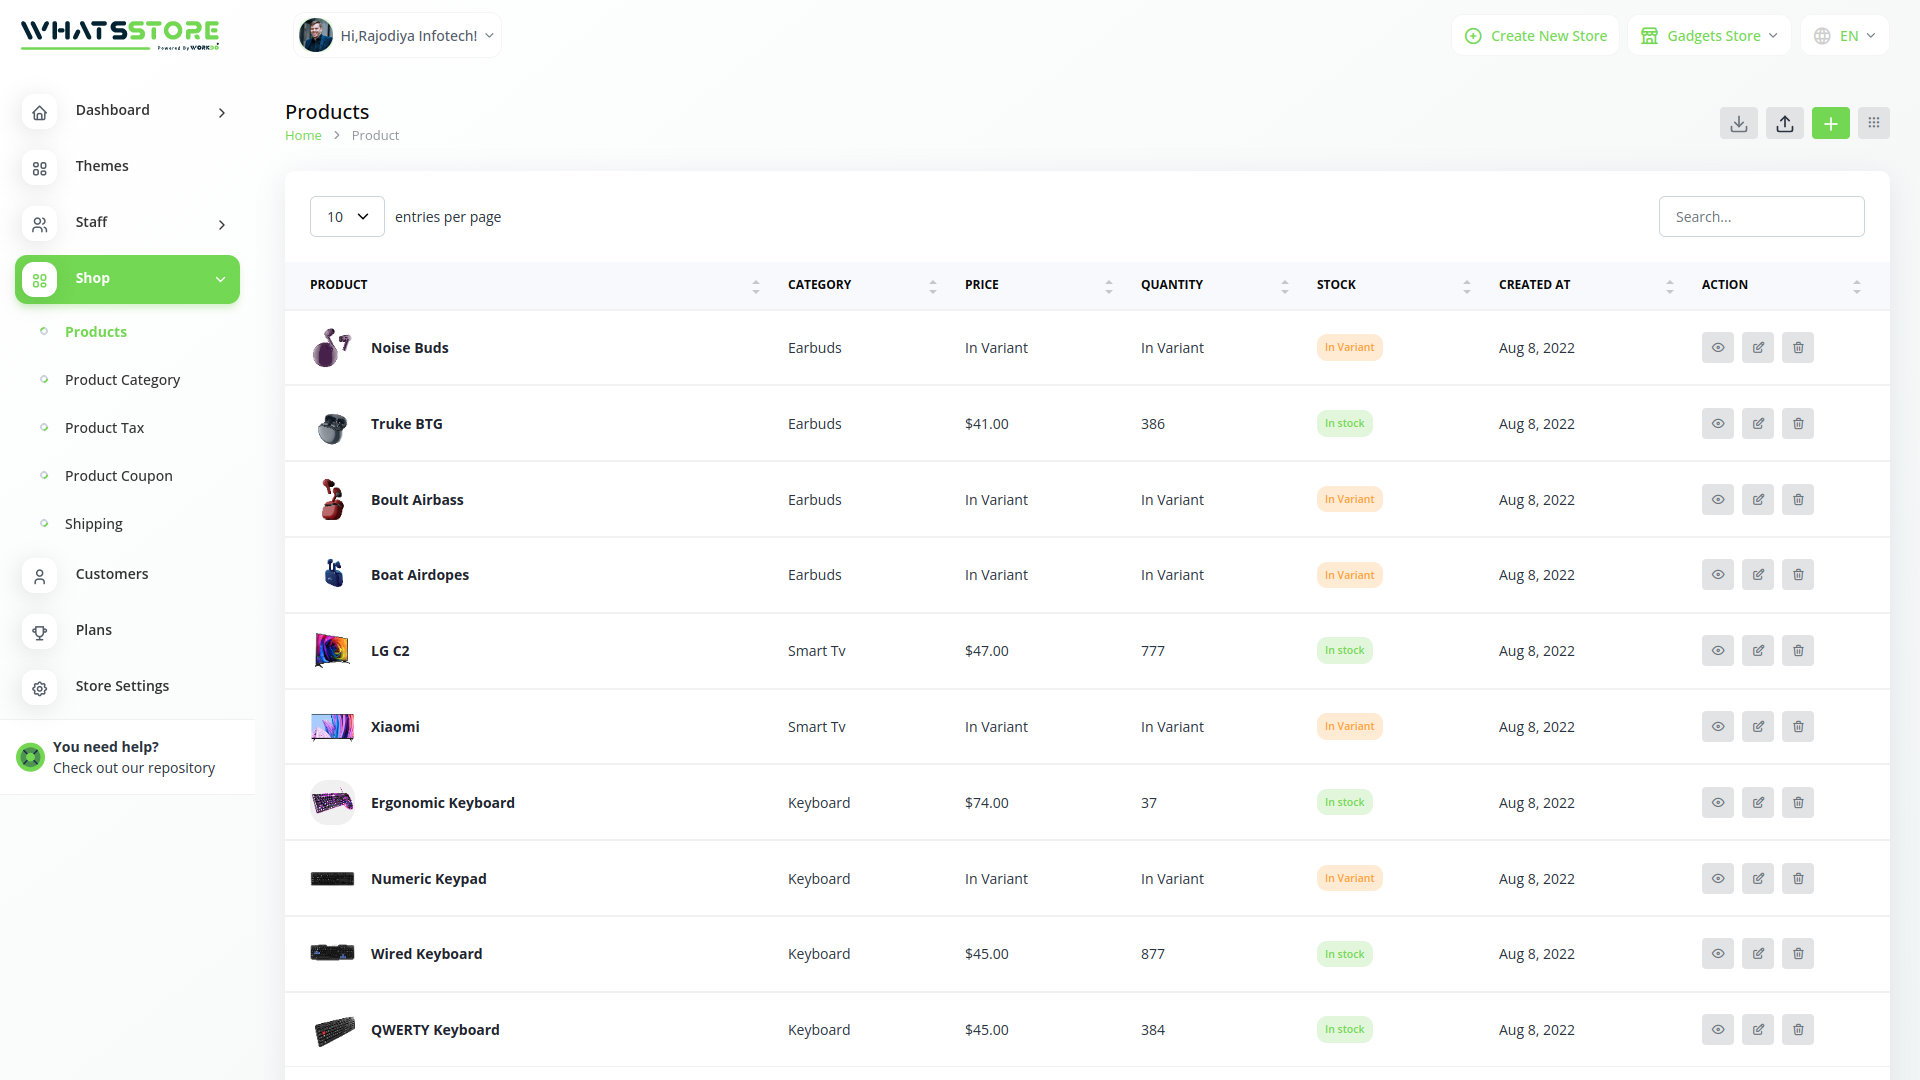 WHATSSTORE
Powered By WORKDO
Hi,Rajodiya Infotech!
Create New Store
Gadgets Store
EN
Dashboard
Themes
Staff
Shop
Products
Product Category
Product Tax
Product Coupon
Shipping
Customers
Plans
Store Settings
You need help?
Check out our repository
Products
Home > Product
10 entries per page
Search...
PRODUCT CATEGORY PRICE QUANTITY STOCK CREATED AT ACTION
Noise Buds Earbuds In Variant In Variant In Variant Aug 8, 2022
Truke BTG Earbuds $41.00 386 In stock Aug 8, 2022
Boult Airbass Earbuds In Variant In Variant In Variant Aug 8, 2022
Boat Airdopes Earbuds In Variant In Variant In Variant Aug 8, 2022
LG C2 Smart Tv $47.00 777 In stock Aug 8, 2022
Xiaomi Smart Tv In Variant In Variant In Variant Aug 8, 2022
Ergonomic Keyboard Keyboard $74.00 37 In stock Aug 8, 2022
Numeric Keypad Keyboard In Variant In Variant In Variant Aug 8, 2022
Wired Keyboard Keyboard $45.00 877 In stock Aug 8, 2022
QWERTY Keyboard Keyboard $45.00 384 In stock Aug 8, 2022